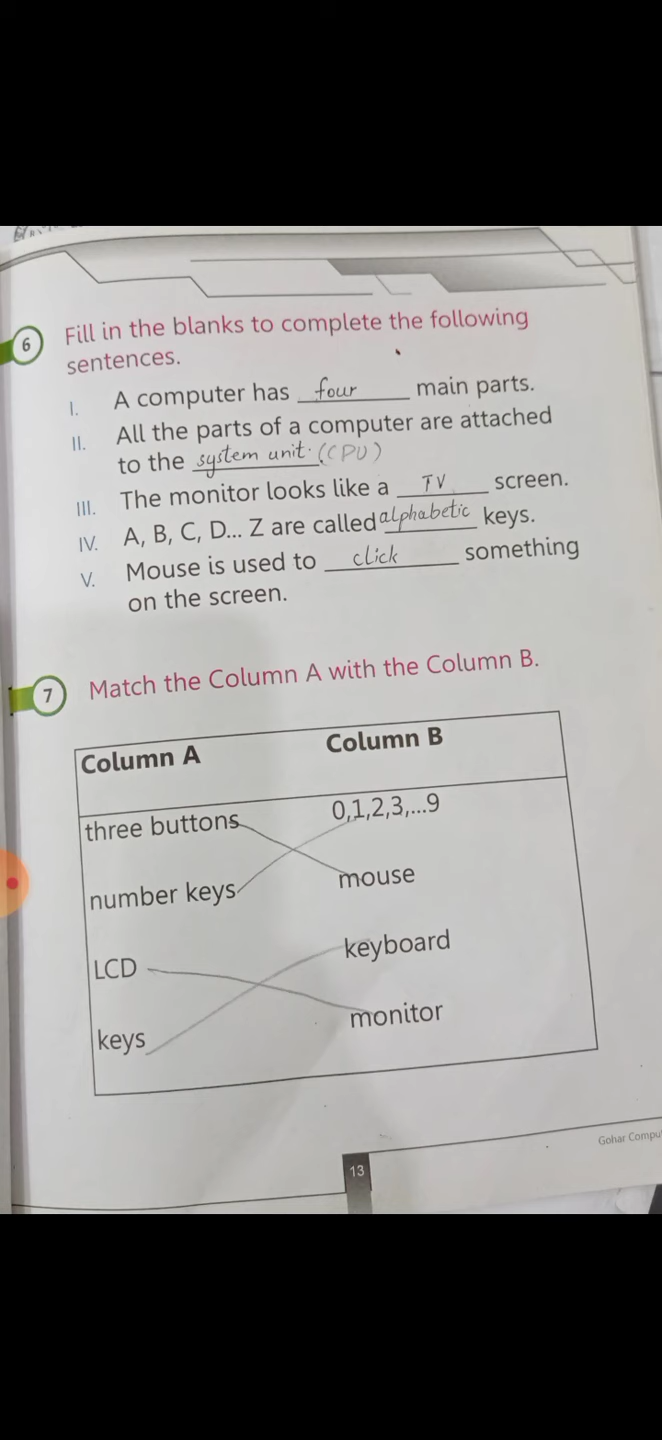 6 Fill in the blanks to complete the following
sentences.
I. A computer has four main parts.
II. All the parts of a computer are attached
to the system unit. (CPU)
III. The monitor looks like a TV screen.
IV. A, B, C, D... Z are called alphabetic keys.
V. Mouse is used to click something
on the screen.
7 Match the Column A with the Column B.
Column A Column B
three buttons 0,1,2,3,...9
number keys mouse
LCD keyboard
keys monitor
Gohar Compu
13